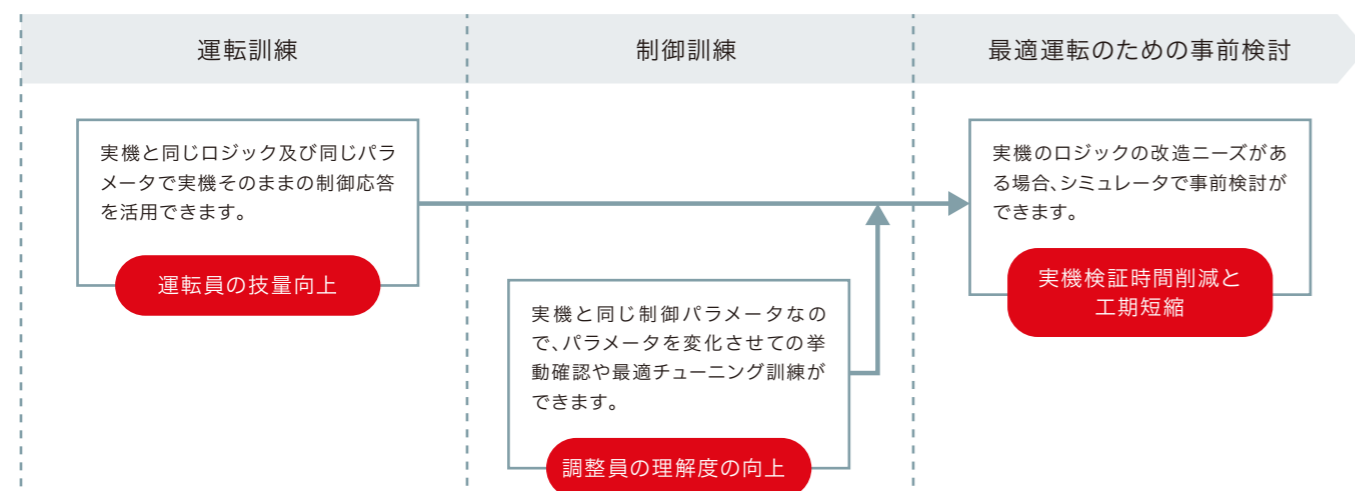 運転訓練
制御訓練
最適運転のための事前検討
実機と同じロジック及び同じパラ
メータで実機そのままの制御応答
を活用できます。
運転員の技量向上
実機と同じ制御パラメータなの
で、パラメータを変化させての挙
動確認や最適チューニング訓練が
できます。
調整員の理解度の向上
実機のロジックの改造ニーズがあ
る場合、シミュレータで事前検討が
できます。
実機検証時間削減と
工期短縮